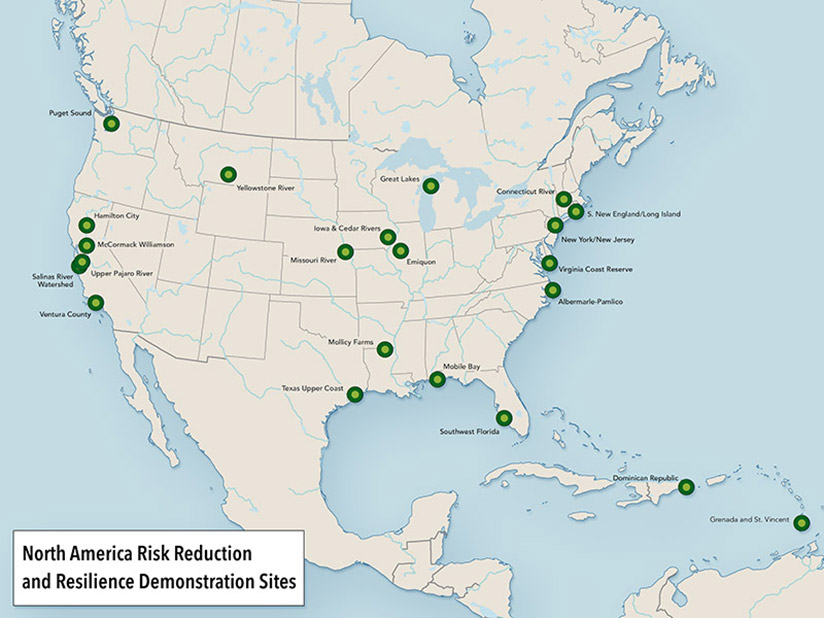 Puget Sound
Yellowstone River
Great Lakes
Connecticut River
S. New England/Long Island
Hamilton City
Iowa & Cedar Rivers
New York/New Jersey
McCormack Williamson
Missouri River
Emiquon
Virginia Coast Reserve
Salinas River
Watershed
Upper Pajaro River
Albermarle-Pamlico
Ventura County
Mollicy Farms
Mobile Bay
Texas Upper Coast
Southwest Florida
Dominican Republic
Grenada and St. Vincent
North America Risk Reduction
and Resilience Demonstration Sites